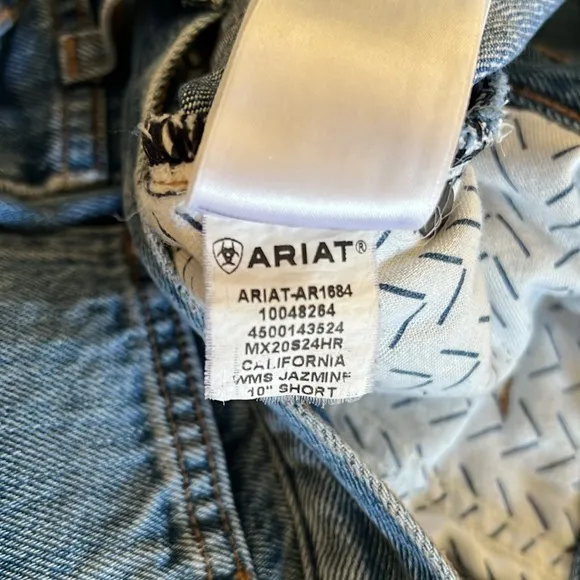 ARIAT®
ARIAT-AR1684
10048264
4500143524
MX20S24HR
CALIFORNIA
WMS JAZMINE
10" SHORT